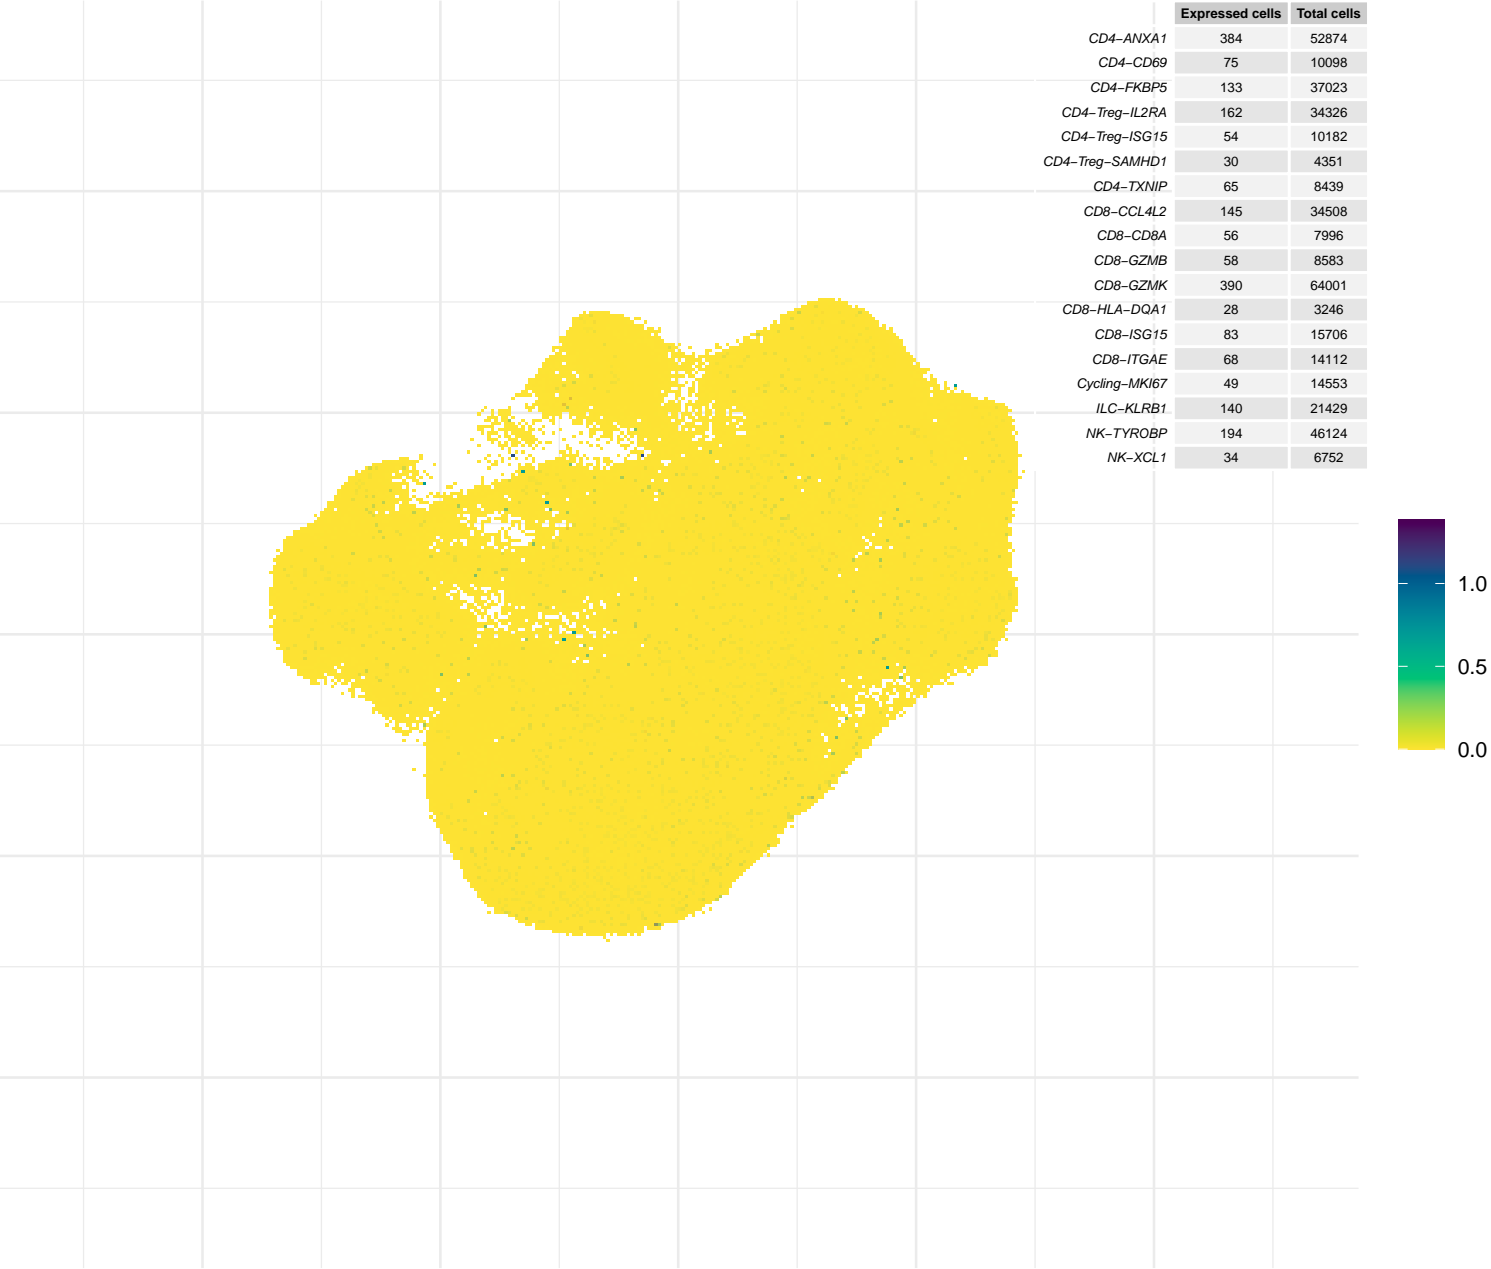 Expressed cells Total cells
CD4−ANXA1 384 52874
CD4−CD69 75 10098
CD4−FKBP5 133 37023
CD4−Treg−IL2RA 162 34326
CD4−Treg−ISG15 54 10182
CD4−Treg−SAMHD1 30 4351
CD4−TXNIP 65 8439
CD8−CCL4L2 145 34508
CD8−CD8A 56 7996
CD8−GZMB 58 8583
CD8−GZMK 390 64001
CD8−HLA−DQA1 28 3246
CD8−ISG15 83 15706
CD8−ITGAE 68 14112
Cycling−MKI67 49 14553
ILC−KLRB1 140 21429
NK−TYROBP 194 46124
NK−XCL1 34 6752
1.0
0.5
0.0